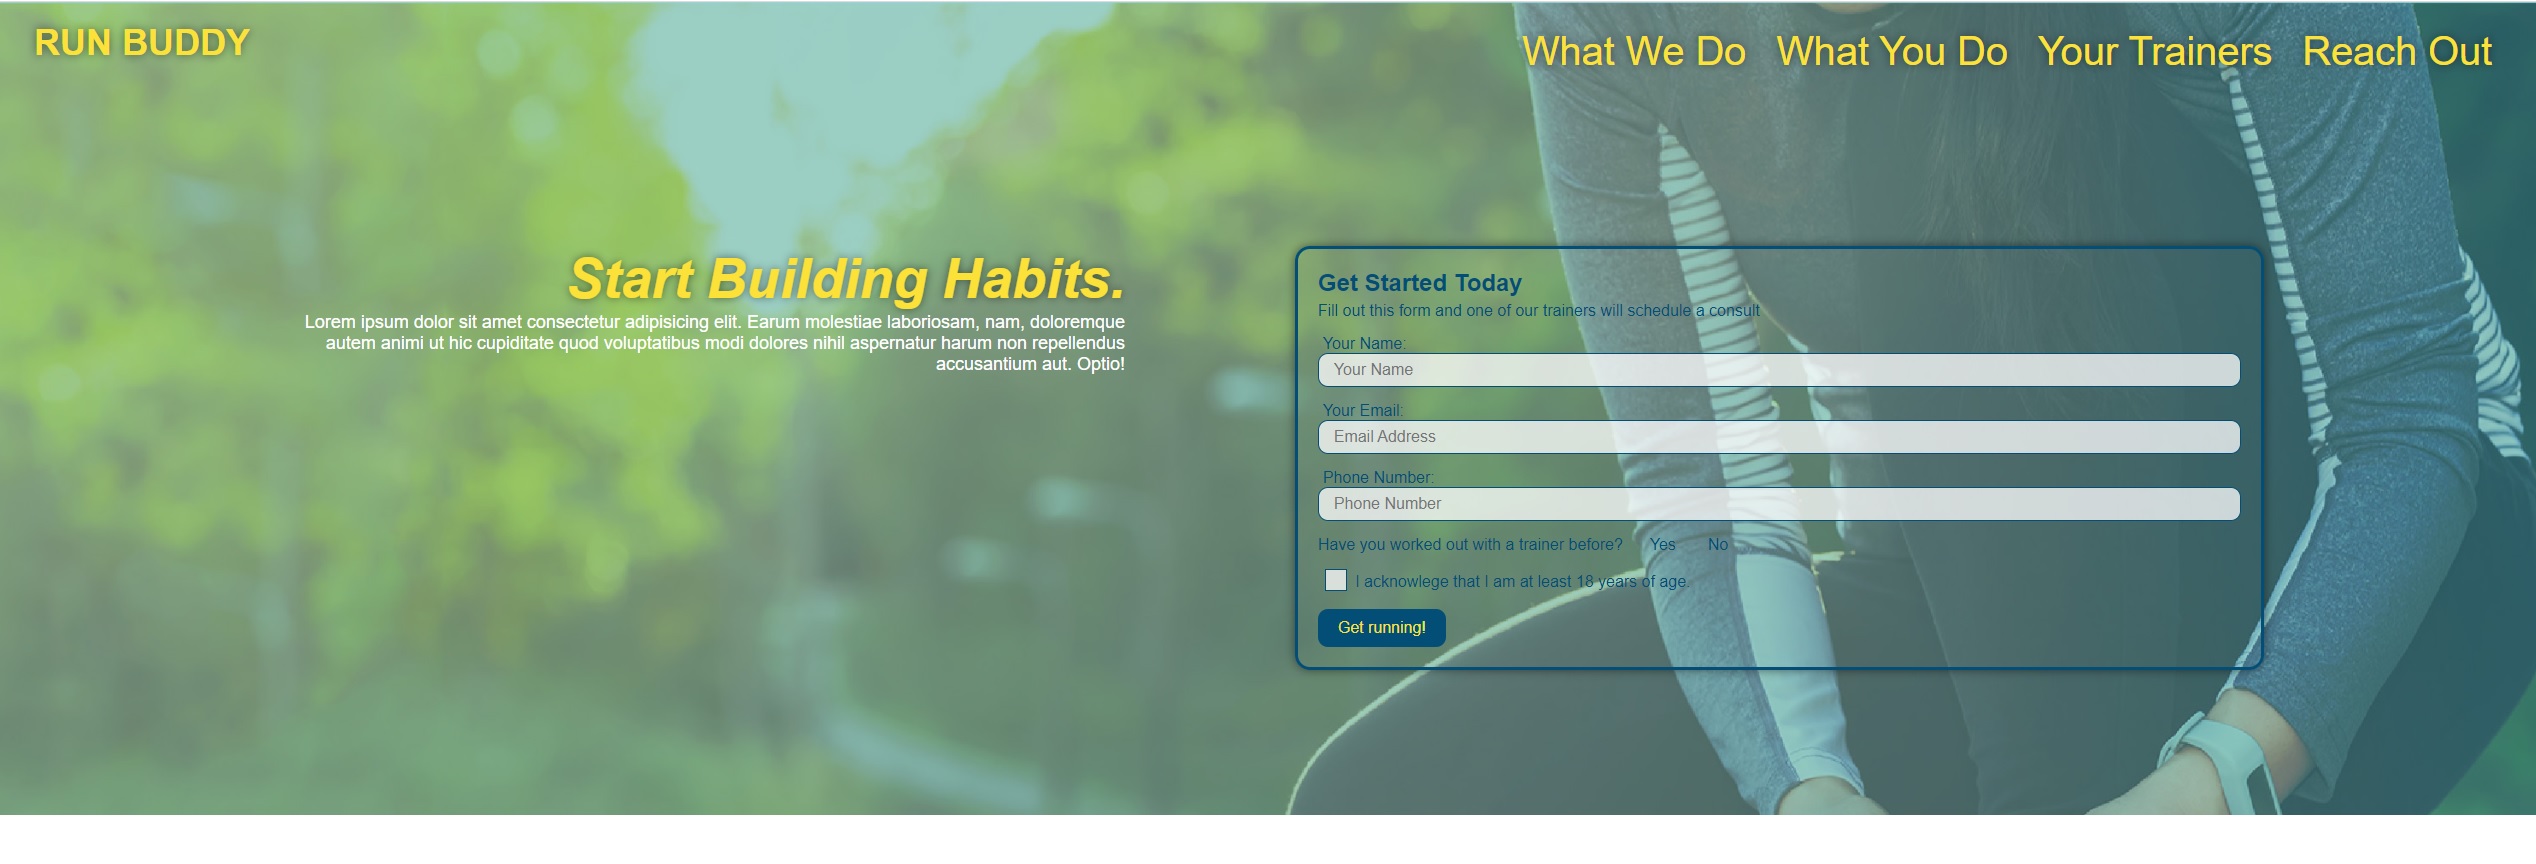 RUN BUDDY
What We Do What You Do Your Trainers Reach Out
Start Building Habits.
Lorem ipsum dolor sit amet consectetur adipisicing elit. Earum molestiae laboriosam, nam, doloremque
autem animi ut hic cupiditate quod voluptatibus modi dolores nihil aspernatur harum non repellendus
accusantium aut. Optio!
Get Started Today
Fill out this form and one of our trainers will schedule a consult
Your Name:
Your Name
Your Email:
Email Address
Phone Number:
Phone Number
Have you worked out with a trainer before? Yes No
I acknowlege that I am at least 18 years of age.
Get running!